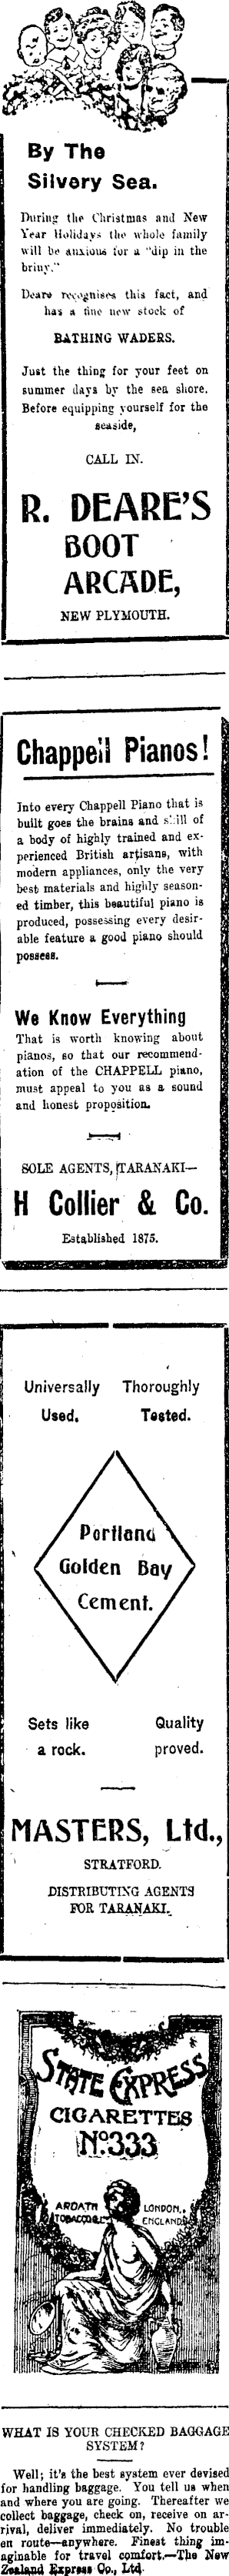 By The
Silvery Sea.
During the Christmas and New
Year Holidays the whole family
will be anxious for a "dip in the
briny."
Deare recognises this fact, and
has a fine new stock of
BATHING WADERS.
Just the thing for your feet on
summer days by the sea shore.
Before equipping yourself for the
seaside,
CALL IN.
R. DEARE'S
BOOT
ARCADE,
NEW PLYMOUTH.
Chappell Pianos!
Into every Chappell Piano that is
built goes the brains and skill of
a body of highly trained and ex-
perienced British artisans, with
modern appliances, only the very
best materials and highly season-
ed timber, this beautiful piano is
produced, possessing every desir-
able feature a good piano should
possess.
We Know Everything
That is worth knowing about
pianos, so that our recommend-
ation of the CHAPPELL piano,
must appeal to you as a sound
and honest proposition.
SOLE AGENTS, TARANAKI—
H Collier & Co.
Established 1875.
Universally Thoroughly
Used. Tested.
Portland
Golden Bay
Cement.
Sets like Quality
a rock. proved.
MASTERS, Ltd.,
STRATFORD.
DISTRIBUTING AGENTS
FOR TARANAKI.
STATE EXPRESS
CIGARETTES
No. 333
ARDATH LONDON,
TOBACCO Co. ENGLAND
WHAT IS YOUR CHECKED BAGGAGE
SYSTEM?
Well; it's the best system ever devised
for handling baggage. You tell us when
and where you are going. Thereafter we
collect baggage, check on, receive on ar-
rival, deliver immediately. No trouble
en route—anywhere. Finest thing im-
aginable for travel comfort.—The New
Zealand Express Co., Ltd.